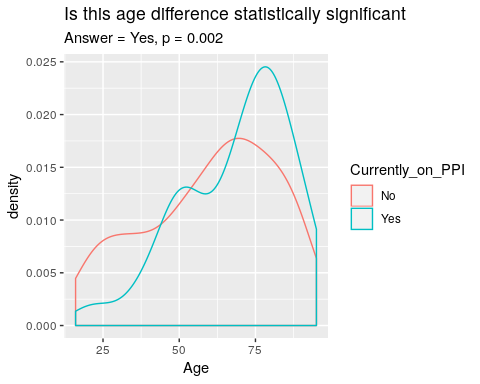 Is this age difference statistically significant
Answer = Yes, p = 0.002
0.025
0.020
0.015
0.010
0.005
0.000
density
25 50 75
Age
Currently_on_PPI
No
Yes